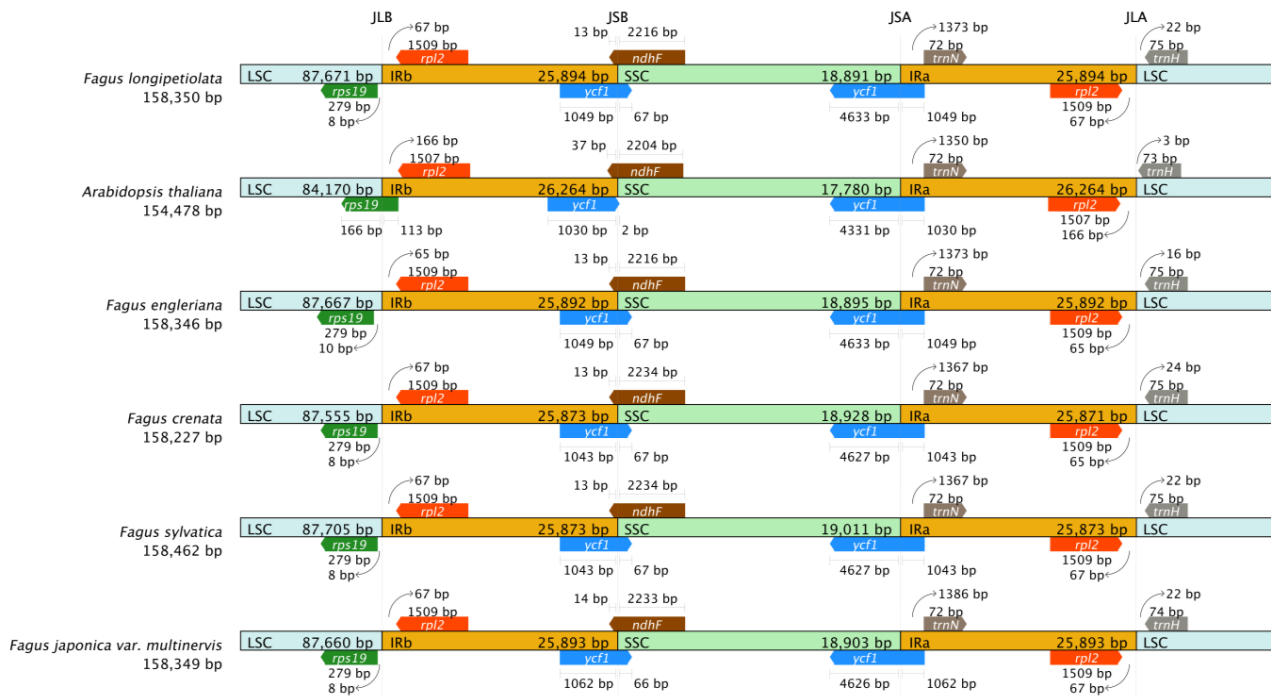 JLB JSB JSA JLA
67 bp 13 bp 2216 bp 1373 bp 22 bp
1509 bp 72 bp 75 bp
rpl2 ndhF trnN trnH
Fagus longipetiolata LSC 87,671 bp IRb 25,894 bp SSC 18,891 bp IRa 25,894 bp LSC
158,350 bp rps19 ycf1 ycf1 rpl2
279 bp 1049 bp 67 bp 4633 bp 1049 bp 1509 bp
8 bp 67 bp
166 bp 37 bp 2204 bp 1350 bp 3 bp
1507 bp 72 bp 73 bp
rpl2 ndhF trnN trnH
Arabidopsis thaliana LSC 84,170 bp IRb 26,264 bp SSC 17,780 bp IRa 26,264 bp LSC
154,478 bp rps19 ycf1 ycf1 rpl2
166 bp 113 bp 1030 bp 2 bp 4331 bp 1030 bp 1507 bp
166 bp
65 bp 13 bp 2216 bp 1373 bp 16 bp
1509 bp 72 bp 75 bp
rpl2 ndhF trnN trnH
Fagus engleriana LSC 87,667 bp IRb 25,892 bp SSC 18,895 bp IRa 25,892 bp LSC
158,346 bp rps19 ycf1 ycf1 rpl2
279 bp 1049 bp 67 bp 4633 bp 1049 bp 1509 bp
10 bp 65 bp
67 bp 13 bp 2234 bp 1367 bp 24 bp
1509 bp 72 bp 75 bp
rpl2 ndhF trnN trnH
Fagus crenata LSC 87,555 bp IRb 25,873 bp SSC 18,928 bp IRa 25,871 bp LSC
158,227 bp rps19 ycf1 ycf1 rpl2
279 bp 1043 bp 67 bp 4627 bp 1043 bp 1509 bp
8 bp 65 bp
67 bp 13 bp 2234 bp 1367 bp 22 bp
1509 bp 72 bp 75 bp
rpl2 ndhF trnN trnH
Fagus sylvatica LSC 87,705 bp IRb 25,873 bp SSC 19,011 bp IRa 25,873 bp LSC
158,462 bp rps19 ycf1 ycf1 rpl2
279 bp 1043 bp 67 bp 4627 bp 1043 bp 1509 bp
8 bp 67 bp
67 bp 14 bp 2233 bp 1386 bp 22 bp
1509 bp 72 bp 74 bp
rpl2 ndhF trnN trnH
Fagus japonica var. multinervis LSC 87,660 bp IRb 25,893 bp SSC 18,903 bp IRa 25,893 bp LSC
158,349 bp rps19 ycf1 ycf1 rpl2
279 bp 1062 bp 66 bp 4626 bp 1062 bp 1509 bp
8 bp 67 bp